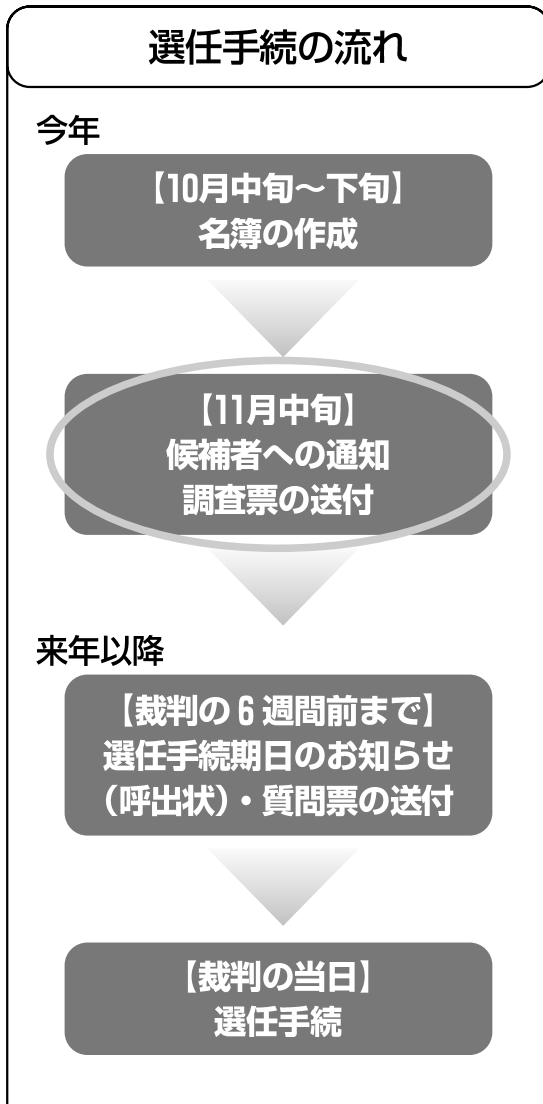 選任手続の流れ
今年
【10月中旬～下旬】
名簿の作成
【11月中旬】
候補者への通知
調査票の送付
来年以降
【裁判の6週間前まで】
選任手続期日のお知らせ
（呼出状）・質問票の送付
【裁判の当日】
選任手続